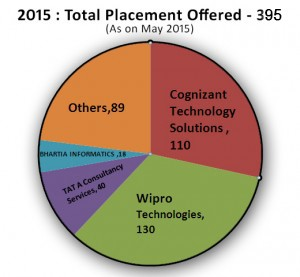 2015 : Total Placement Offered - 395
(As on May 2015)
Others,89
Cognizant
Technology
Solutions ,
110
BHARTIA INFORMATICS ,18
TAT A Consultancy
Services, 40
Wipro
Technologies,
130